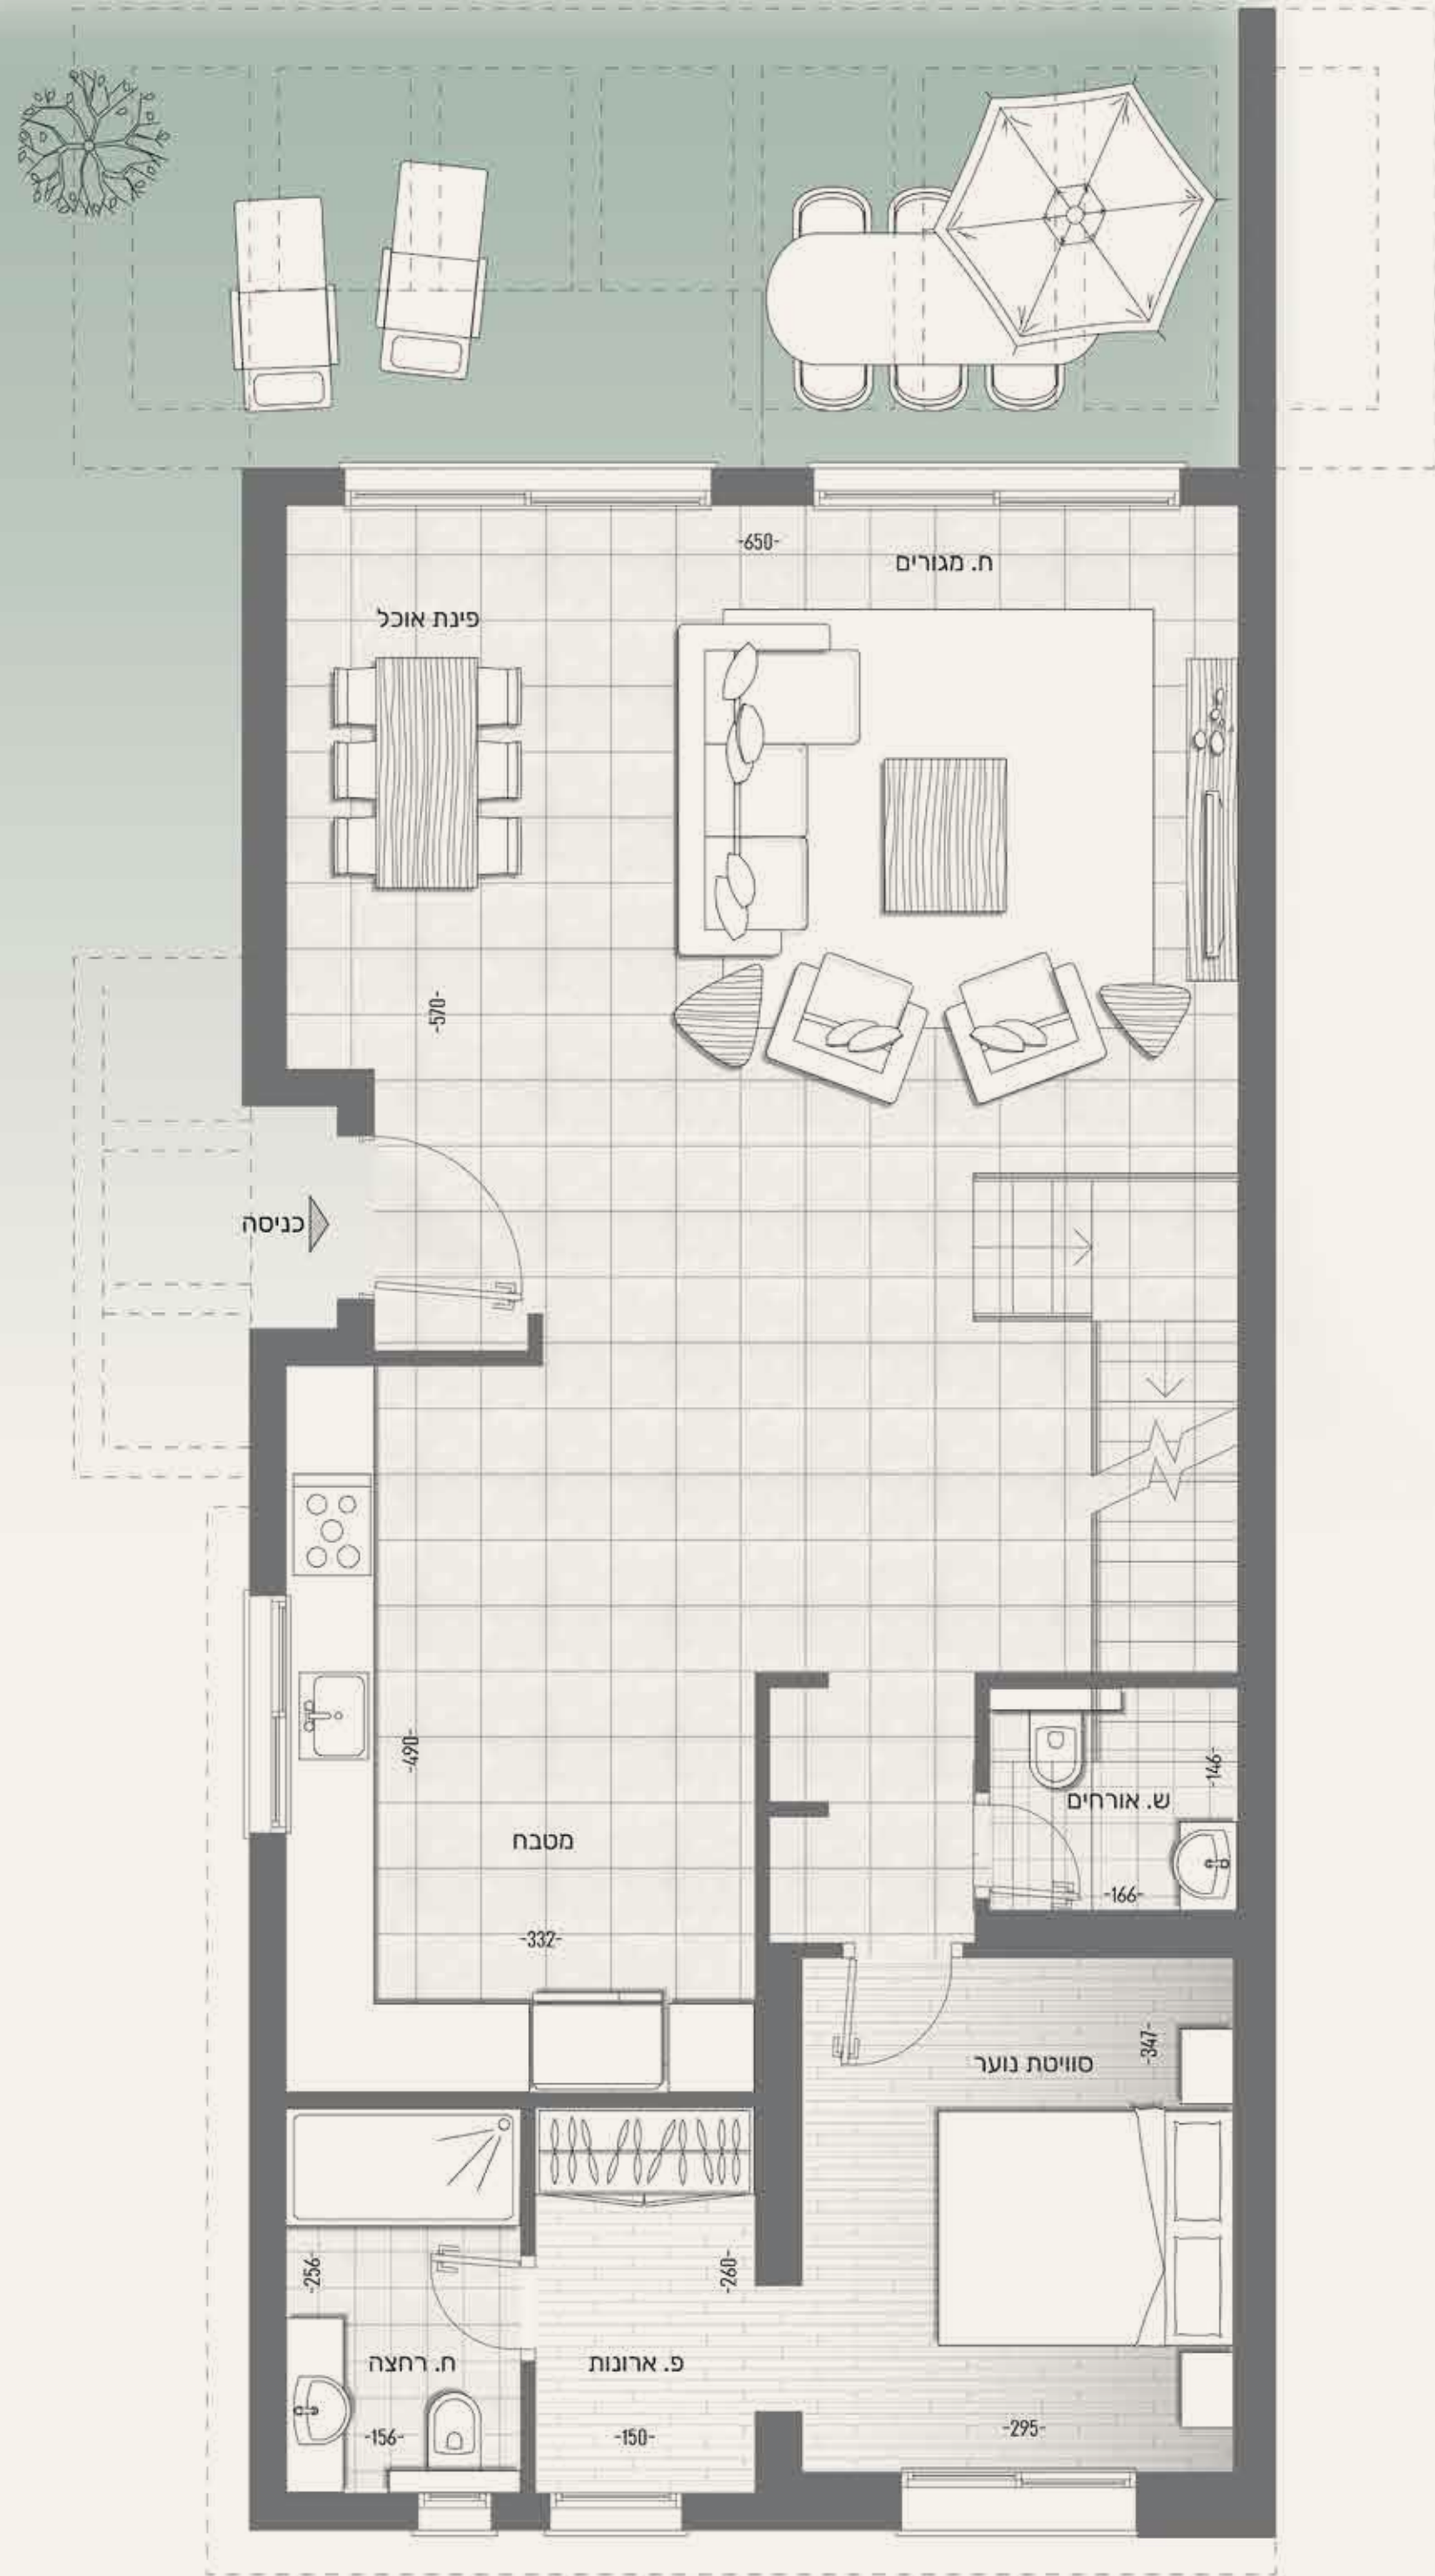 -650-
ח. מגורים
פינת אוכל
-570-
כניסה
-490-
-146-
ש. אורחים
מטבח
-166-
-332-
-347-
סוויטת נוער
-256-
-260-
ח. רחצה
פ. ארונות
-156-
-150-
-295-